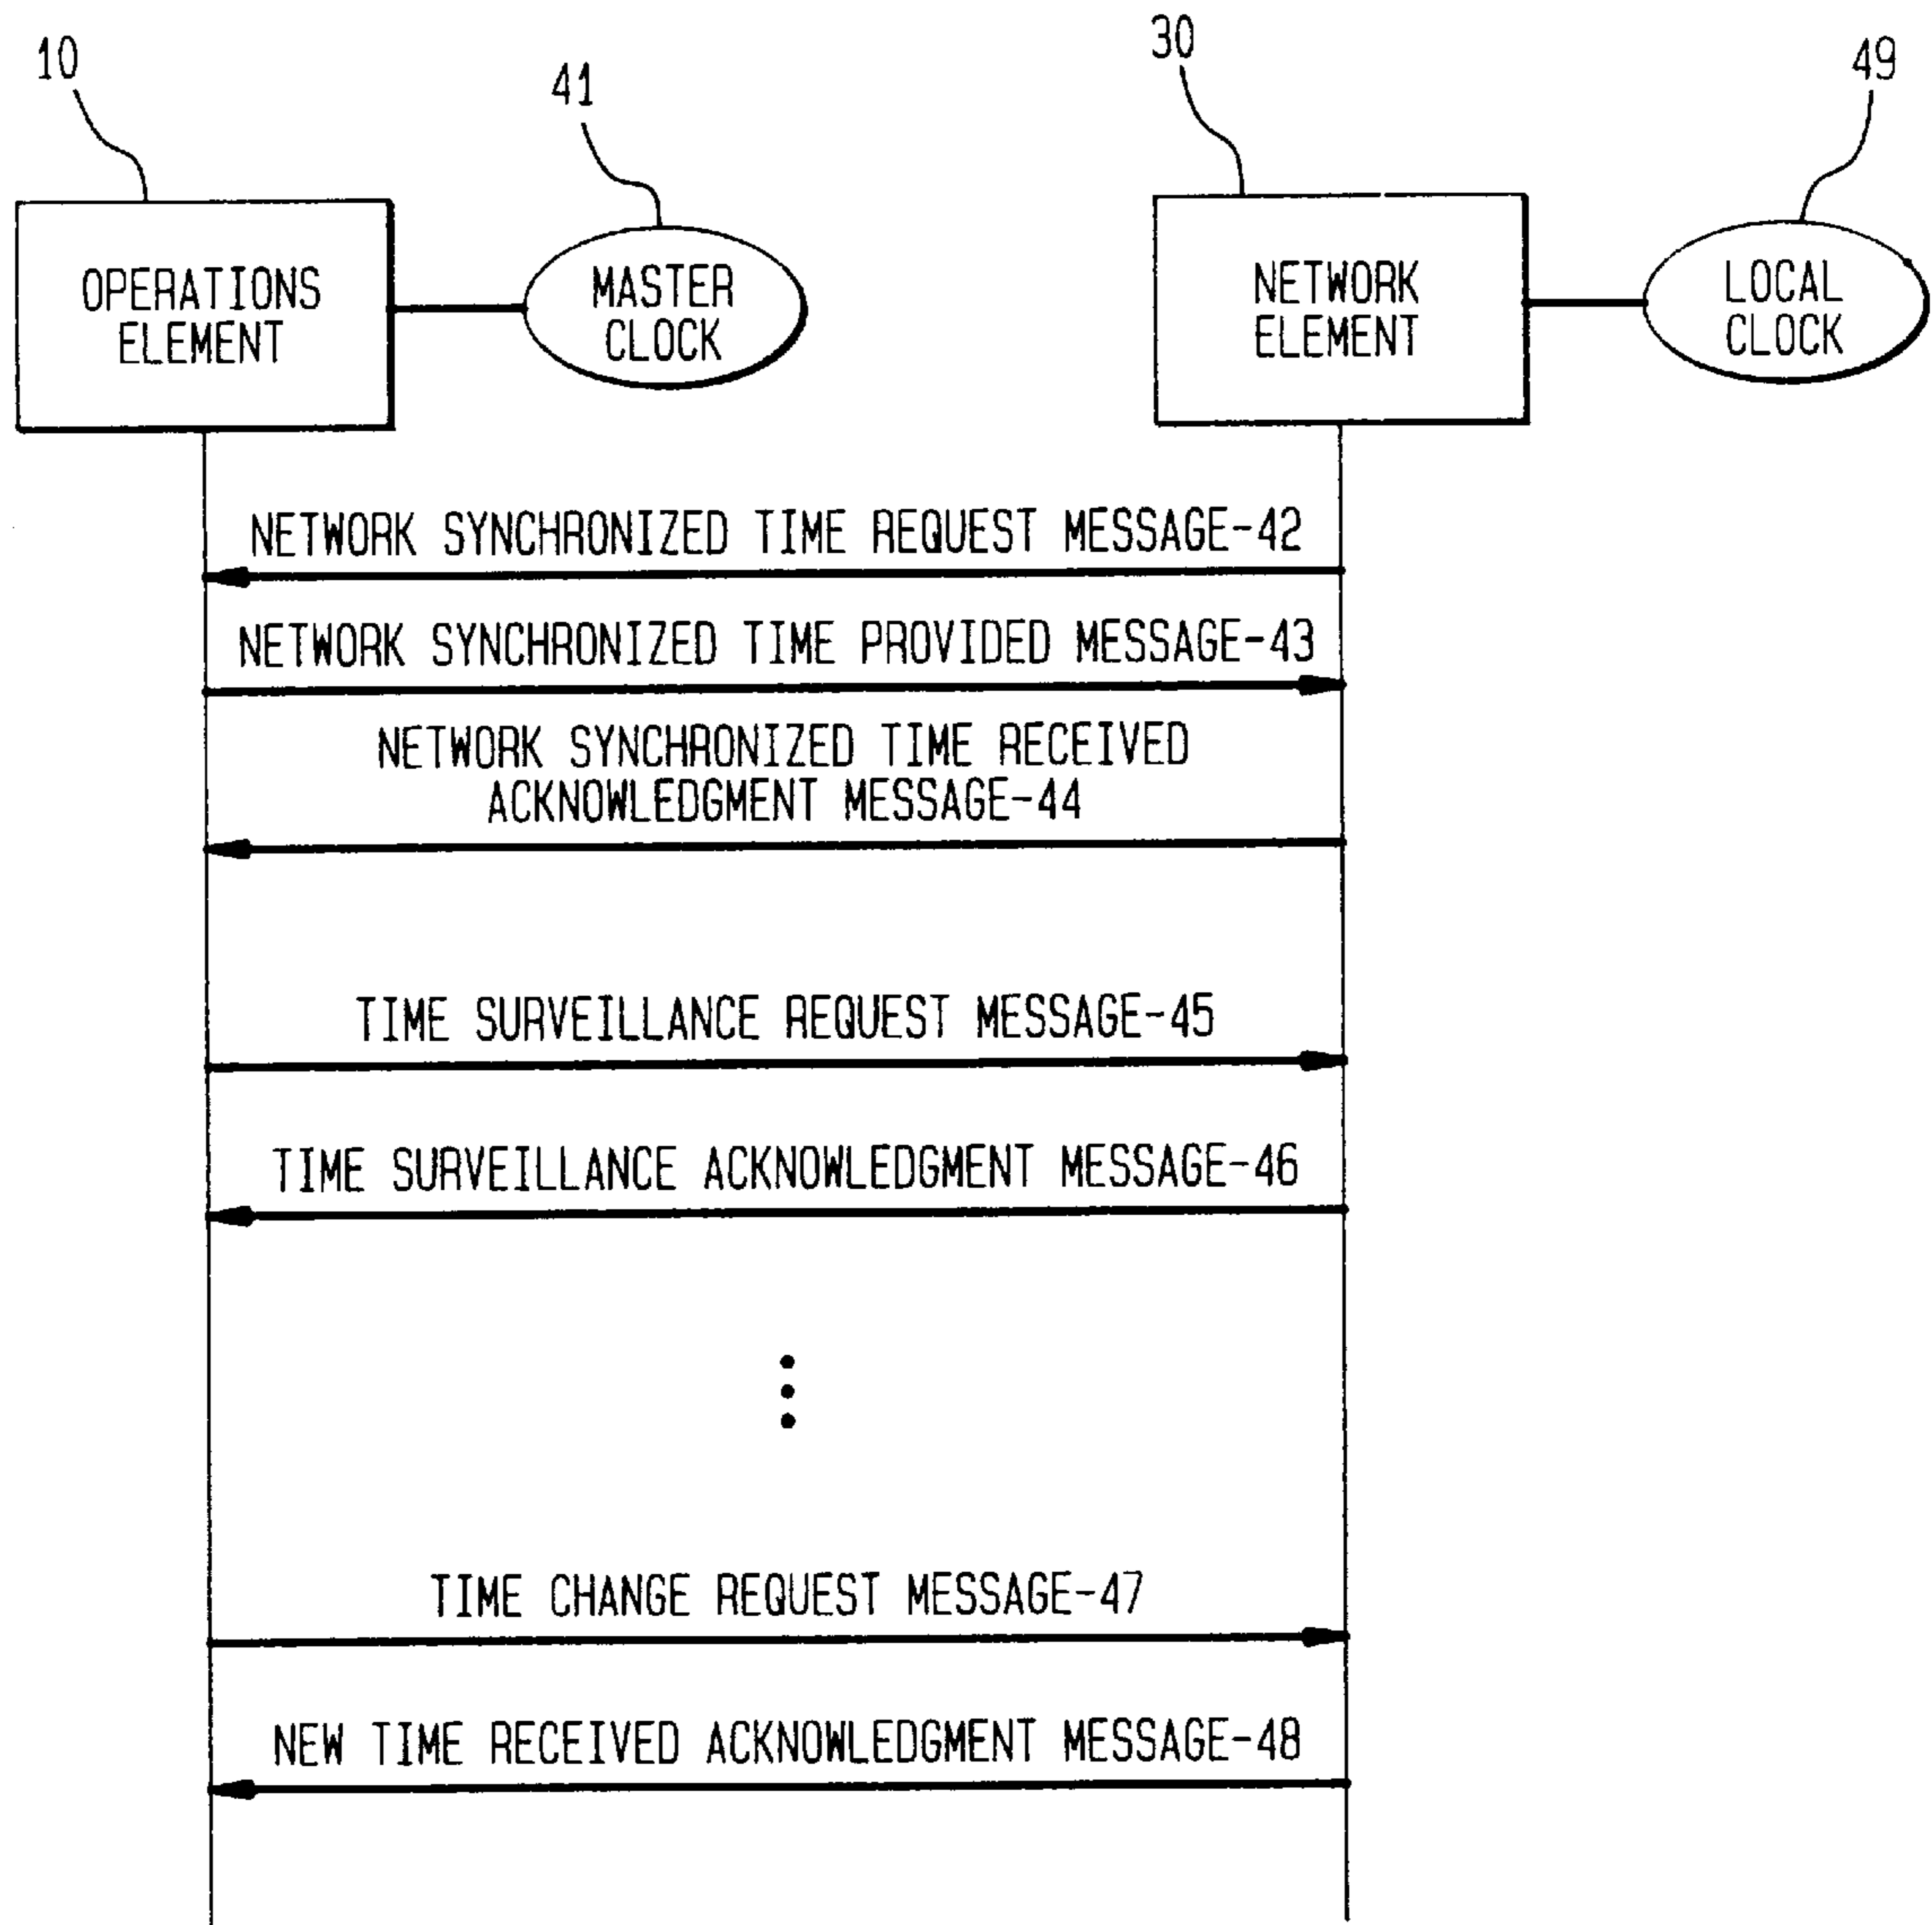 10
41
30
49
OPERATIONS
ELEMENT
MASTER
CLOCK
NETWORK
ELEMENT
LOCAL
CLOCK
NETWORK SYNCHRONIZED TIME REQUEST MESSAGE-42
NETWORK SYNCHRONIZED TIME PROVIDED MESSAGE-43
NETWORK SYNCHRONIZED TIME RECEIVED
ACKNOWLEDGMENT MESSAGE-44
TIME SURVEILLANCE REQUEST MESSAGE-45
TIME SURVEILLANCE ACKNOWLEDGMENT MESSAGE-46
TIME CHANGE REQUEST MESSAGE-47
NEW TIME RECEIVED ACKNOWLEDGMENT MESSAGE-48